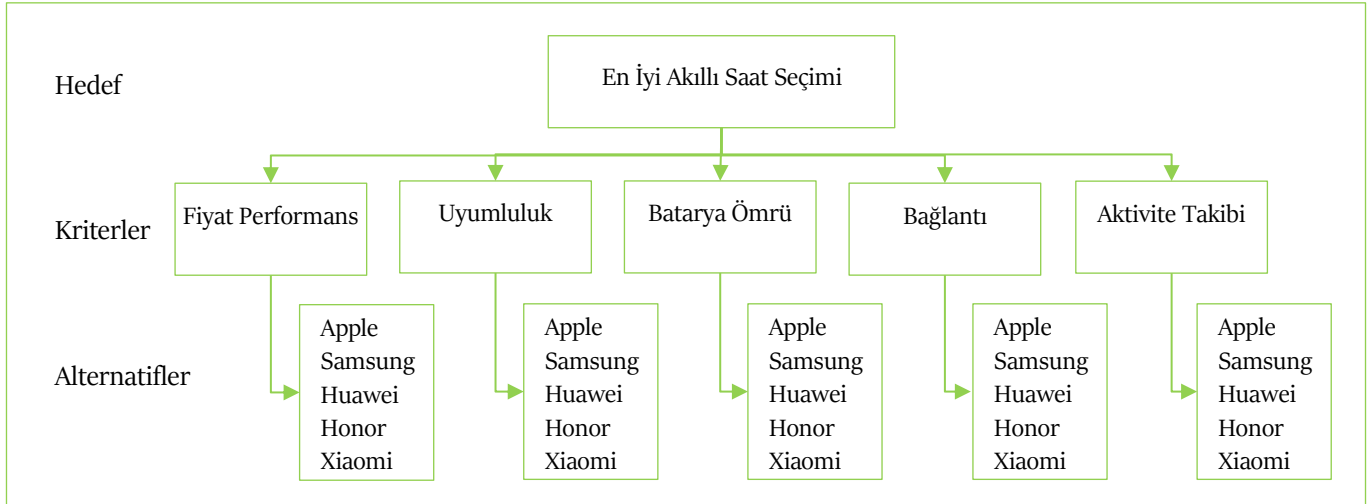 Hedef
En İyi Akıllı Saat Seçimi
Kriterler
Fiyat Performans
Uyumluluk
Batarya Ömrü
Bağlantı
Aktivite Takibi
Alternatifler
Apple
Samsung
Huawei
Honor
Xiaomi
Apple
Samsung
Huawei
Honor
Xiaomi
Apple
Samsung
Huawei
Honor
Xiaomi
Apple
Samsung
Huawei
Honor
Xiaomi
Apple
Samsung
Huawei
Honor
Xiaomi